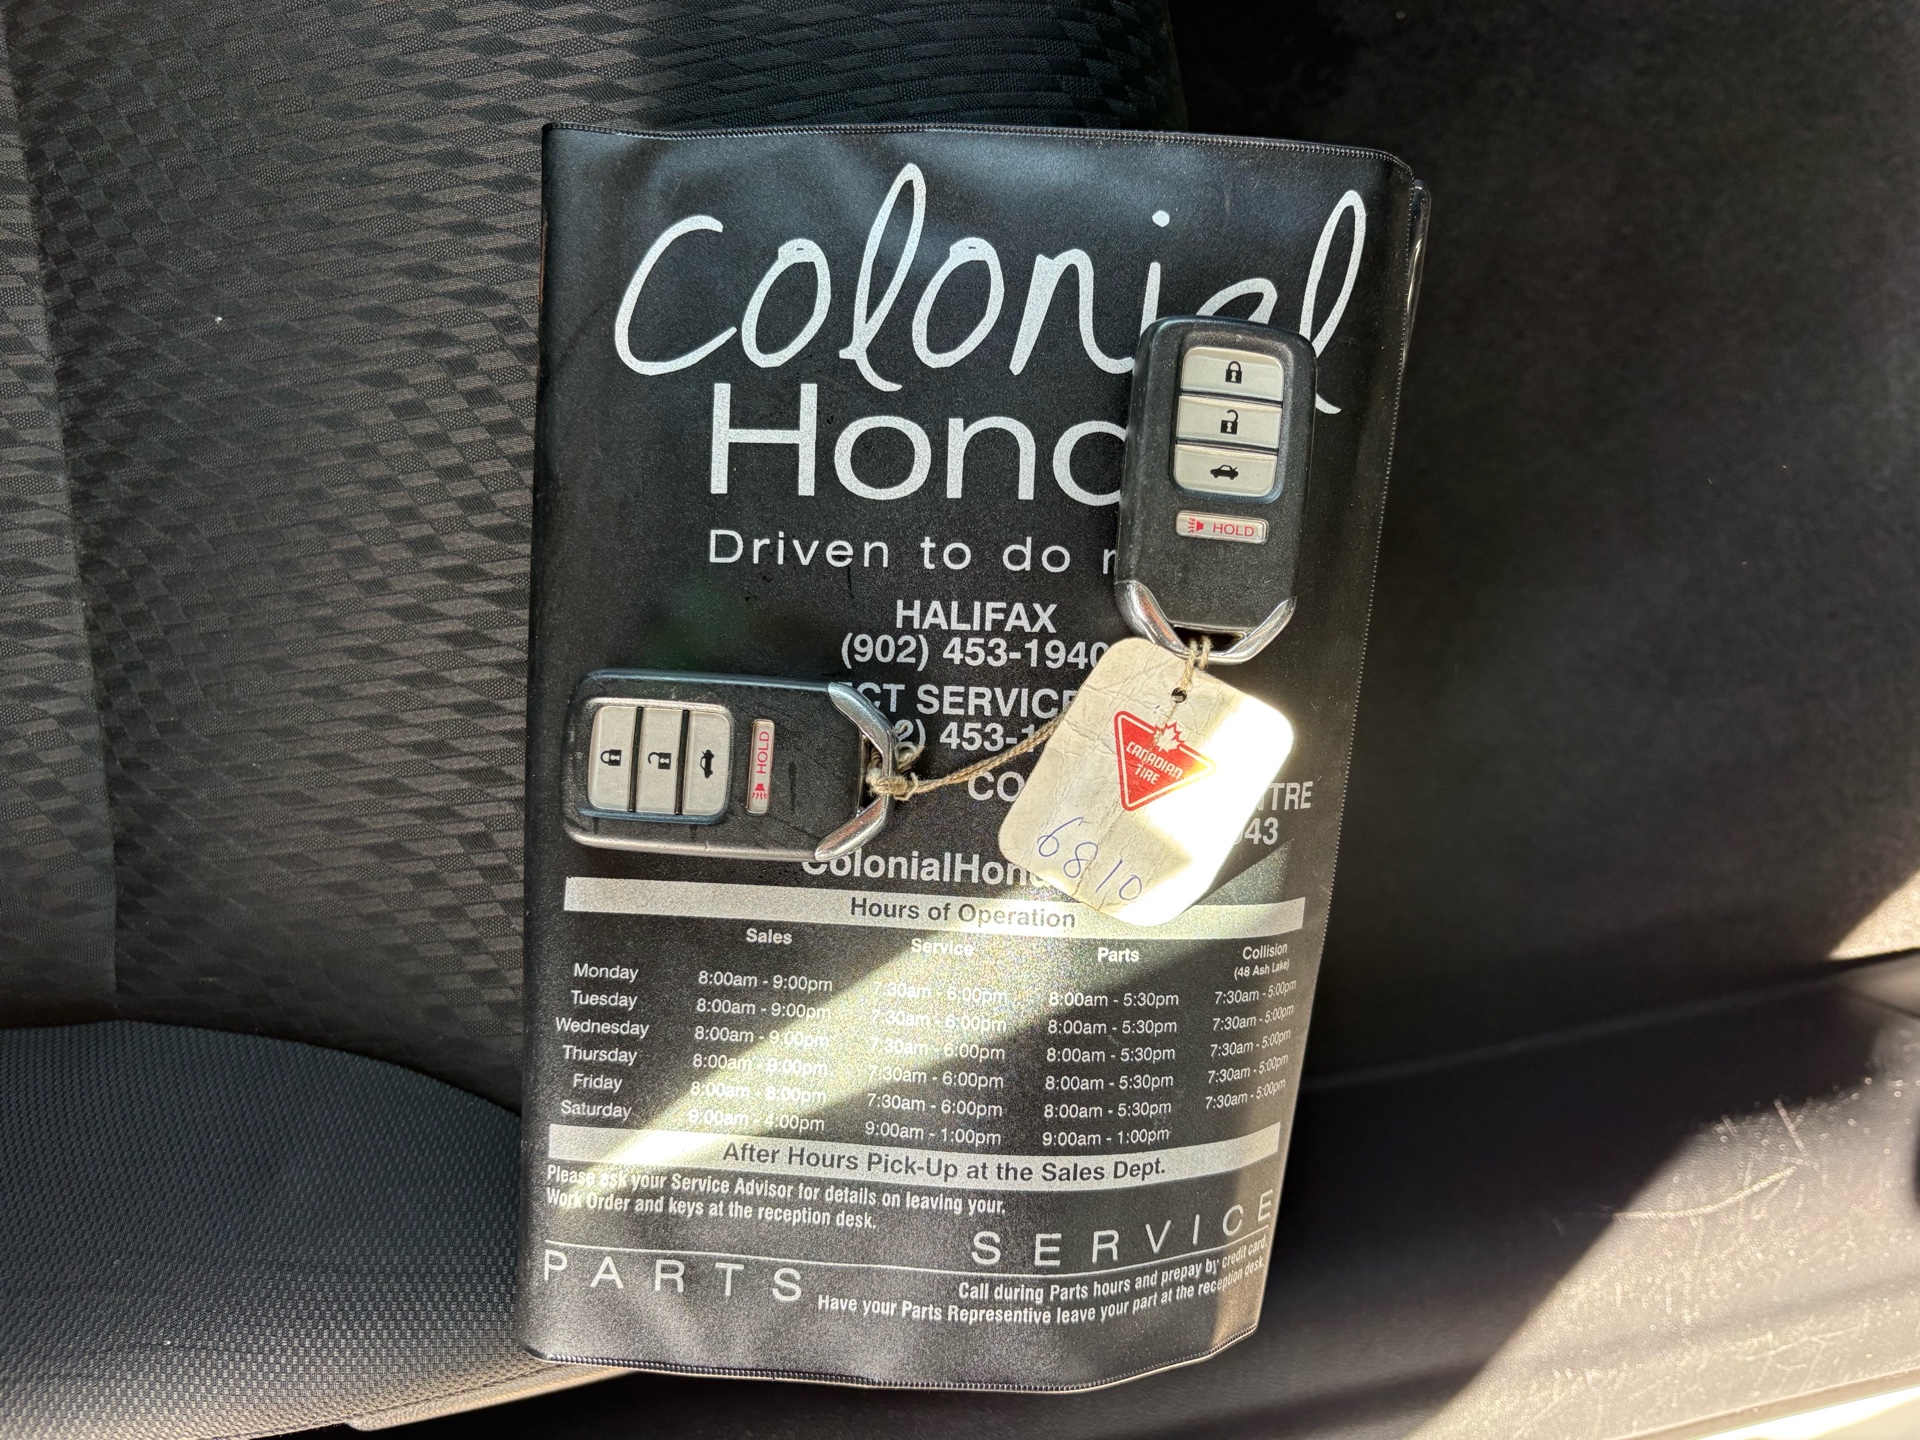 Colonial
Hond
Driven to do
HALIFAX
(902) 453-1940
SERVICE
453-1
ColonialHon
HOLD
HOLD
CANADIAN
TIRE
6810
Hours of Operation
Sales Service Parts Collision
(48 Ash Lake)
Monday 8:00am - 9:00pm 7:30am - 6:00pm 8:00am - 5:30pm 7:30am - 5:00pm
Tuesday 8:00am - 9:00pm 7:30am - 6:00pm 8:00am - 5:30pm 7:30am - 5:00pm
Wednesday 8:00am - 9:00pm 7:30am - 6:00pm 8:00am - 5:30pm 7:30am - 5:00pm
Thursday 8:00am - 9:00pm 7:30am - 6:00pm 8:00am - 5:30pm 7:30am - 5:00pm
Friday 8:00am - 6:00pm 7:30am - 6:00pm 8:00am - 5:30pm 7:30am - 5:00pm
Saturday 9:00am - 4:00pm 9:00am - 1:00pm 9:00am - 1:00pm
After Hours Pick-Up at the Sales Dept.
Please ask your Service Advisor for details on leaving your.
Work Order and keys at the reception desk.
SERVICE
PARTS
Call during Parts hours and prepay by credit card.
Have your Parts Representive leave your part at the reception desk.